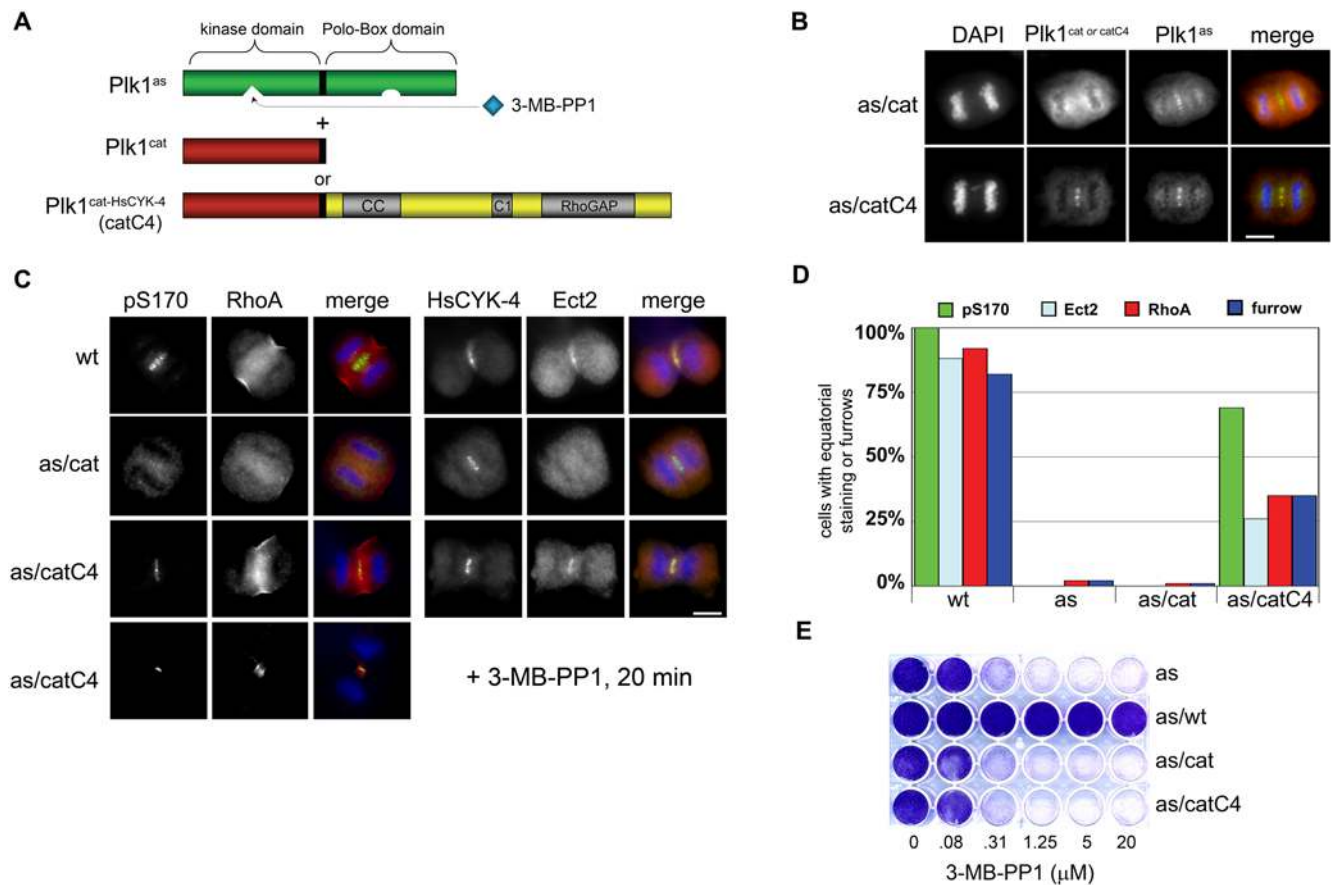 A
kinase domain Polo-Box domain
Plk1as
3-MB-PP1
+
Plk1cat
or
Plk1cat-HsCYK-4
(catC4)
CC C1 RhoGAP
B
DAPI Plk1cat or catC4 Plk1as merge
as/cat
as/catC4
C
pS170 RhoA merge HsCYK-4 Ect2 merge
wt
as/cat
as/catC4
as/catC4
+ 3-MB-PP1, 20 min
D
pS170 Ect2 RhoA furrow
cells with equatorial
staining or furrows
100%
75%
50%
25%
0%
wt as as/cat as/catC4
E
as
as/wt
as/cat
as/catC4
0 .08 .31 1.25 5 20
3-MB-PP1 (μM)